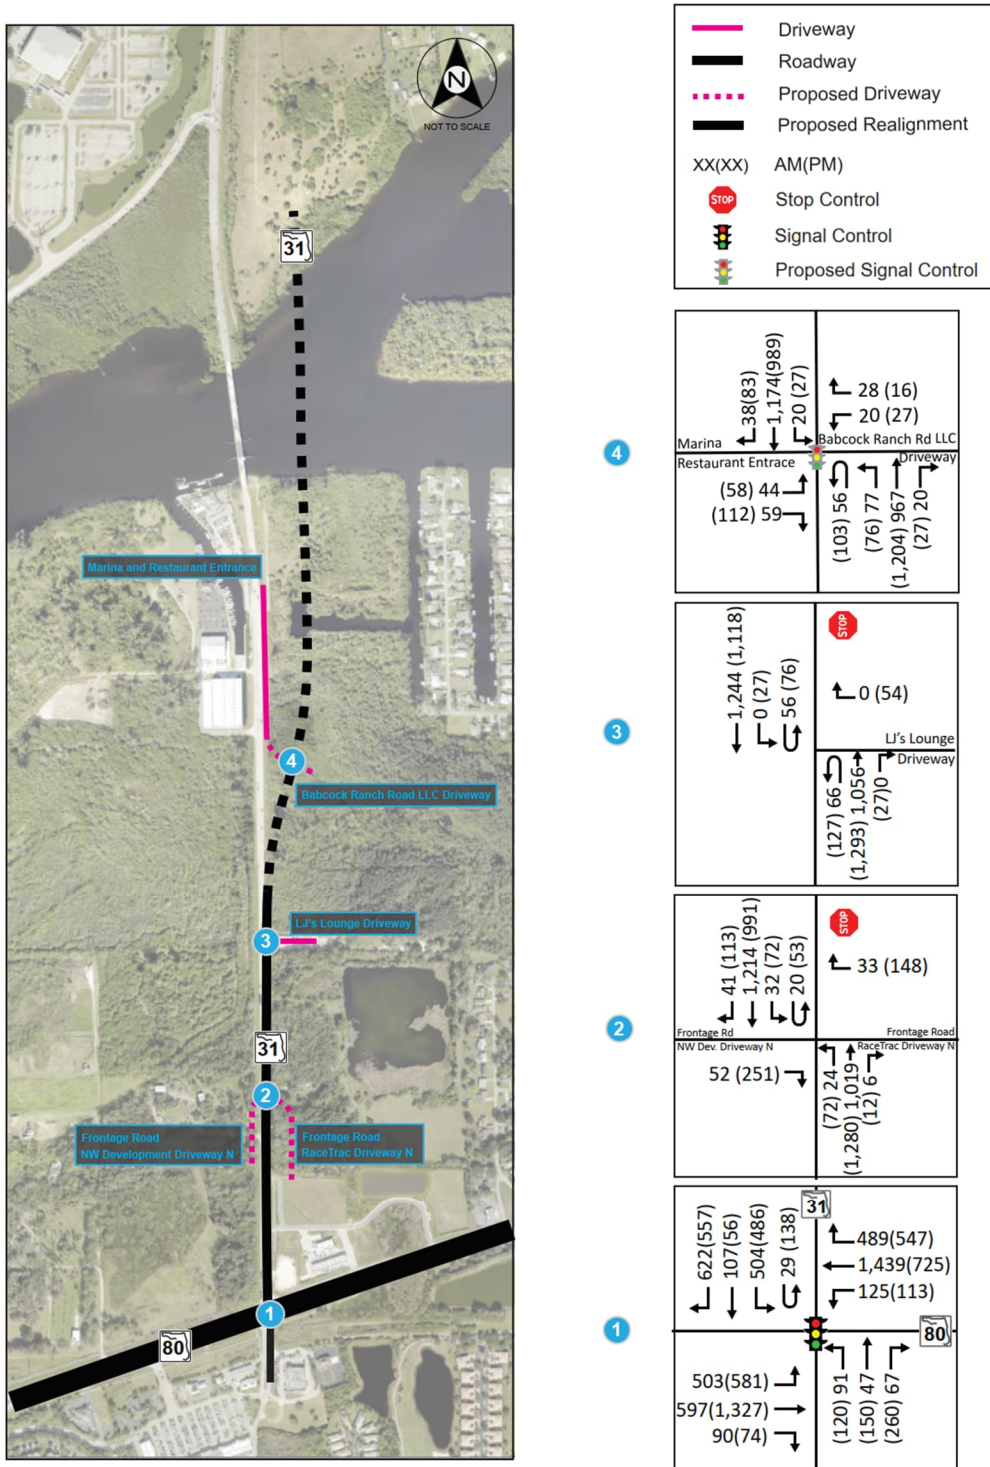 N
NOT TO SCALE
31
Marina and Restaurant Entrance
4
Babcock Ranch Road LLC Driveway
LJ's Lounge Driveway
3
31
2
Frontage Road
NW Development Driveway N
Frontage Road
RaceTrac Driveway N
1
80
Driveway
Roadway
Proposed Driveway
Proposed Realignment
XX(XX) AM(PM)
STOP Stop Control
Signal Control
Proposed Signal Control
4
38(83)
1,174(989)
20 (27)
28 (16)
20 (27)
Marina
Restaurant Entrace
Babcock Ranch Rd LLC
Driveway
(58) 44
(112) 59
(103) 56
(76) 77
(1,204) 967
(27) 20
3
1,244 (1,118)
0 (27)
56 (76)
STOP
0 (54)
LJ's Lounge
Driveway
(127) 66
(1,293) 1,056
(27)0
2
41 (113)
1,214 (991)
32 (72)
20 (53)
STOP
33 (148)
Frontage Rd
NW Dev. Driveway N
Frontage Road
RaceTrac Driveway N
52 (251)
(72) 24
(1,280) 1,019
(12) 6
1
31
622(557)
107(56)
504(486)
29 (138)
489(547)
1,439(725)
125(113)
80
503(581)
597(1,327)
90(74)
(120) 91
(150) 47
(260) 67